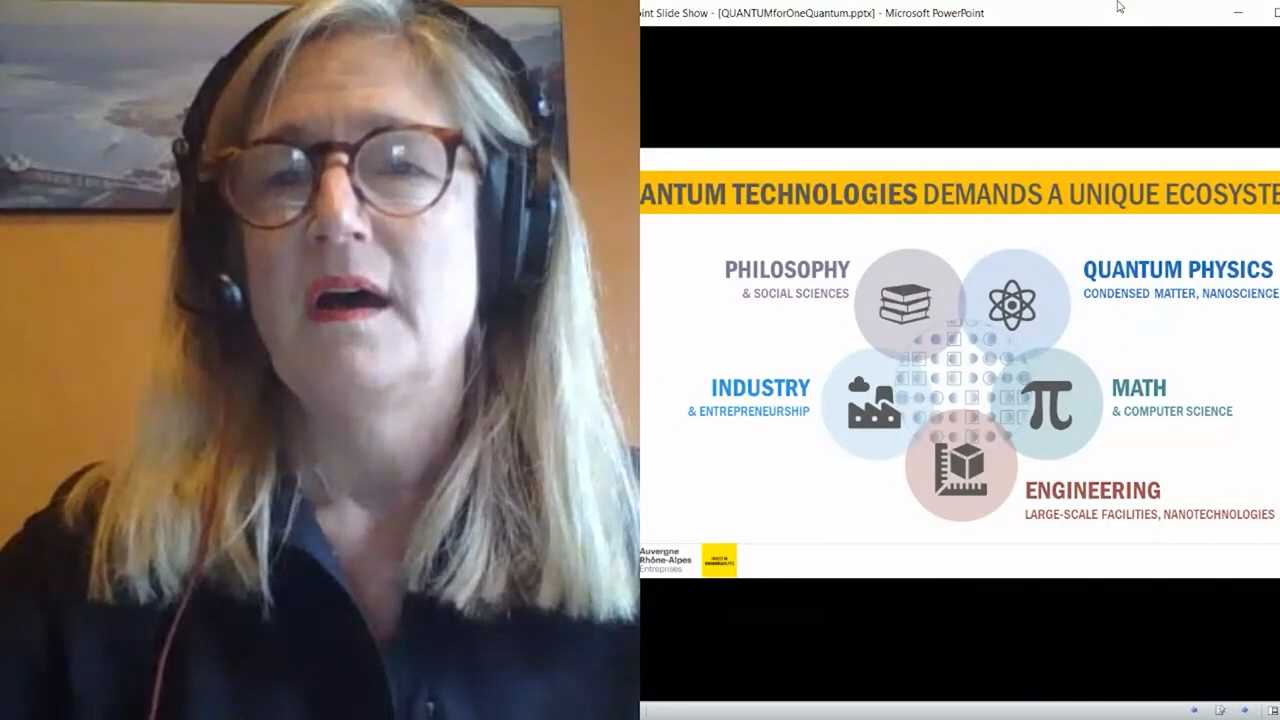 int Slide Show - [QUANTUMforOneQuantum.pptx] - Microsoft PowerPoint
ANTUM TECHNOLOGIES DEMANDS A UNIQUE ECOSYSTE
PHILOSOPHY
& SOCIAL SCIENCES
QUANTUM PHYSICS
CONDENSED MATTER, NANOSCIENCE
INDUSTRY
& ENTREPRENEURSHIP
MATH
& COMPUTER SCIENCE
ENGINEERING
LARGE-SCALE FACILITIES, NANOTECHNOLOGIES
Auvergne
Rhône-Alpes
Entreprises